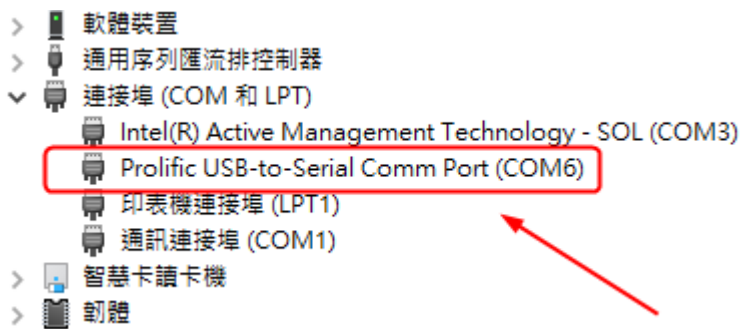 軟體裝置
通用序列匯流排控制器
連接埠 (COM 和 LPT)
Intel(R) Active Management Technology - SOL (COM3)
Prolific USB-to-Serial Comm Port (COM6)
印表機連接埠 (LPT1)
通訊連接埠 (COM1)
智慧卡讀卡機
韌體